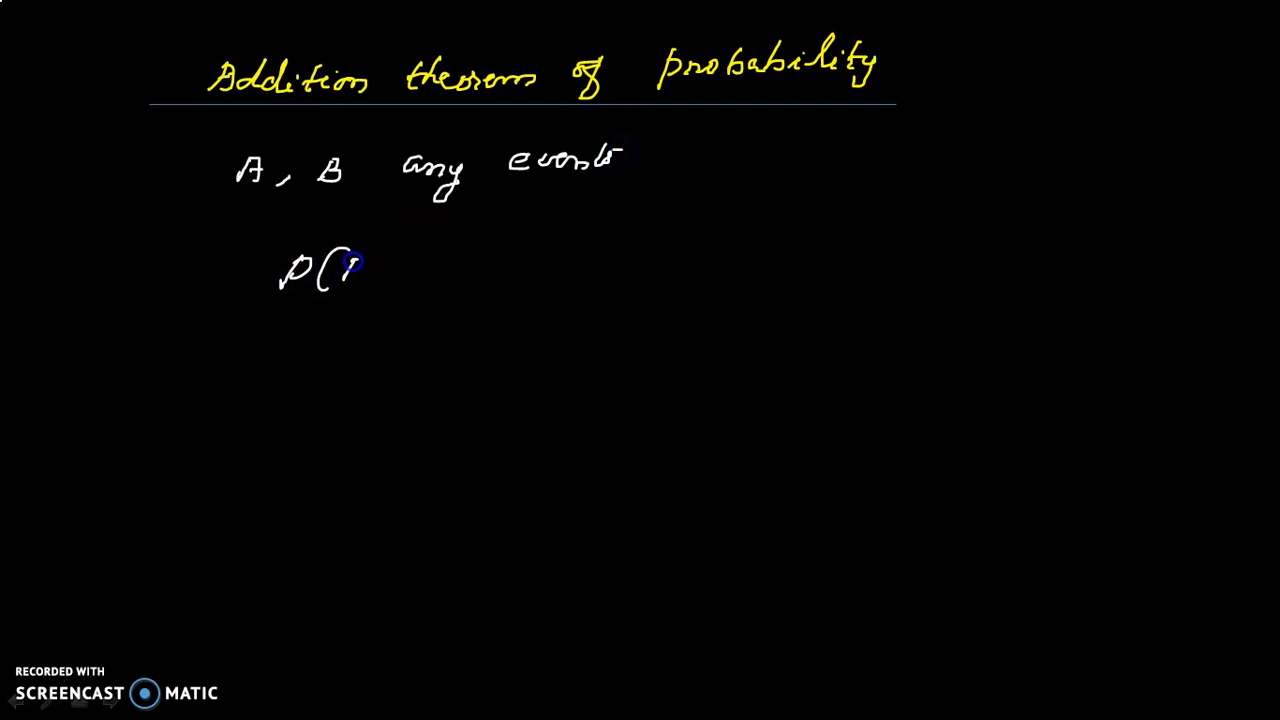 Addition theorem of probability
A, B any events
P(
RECORDED WITH
SCREENCAST MATIC